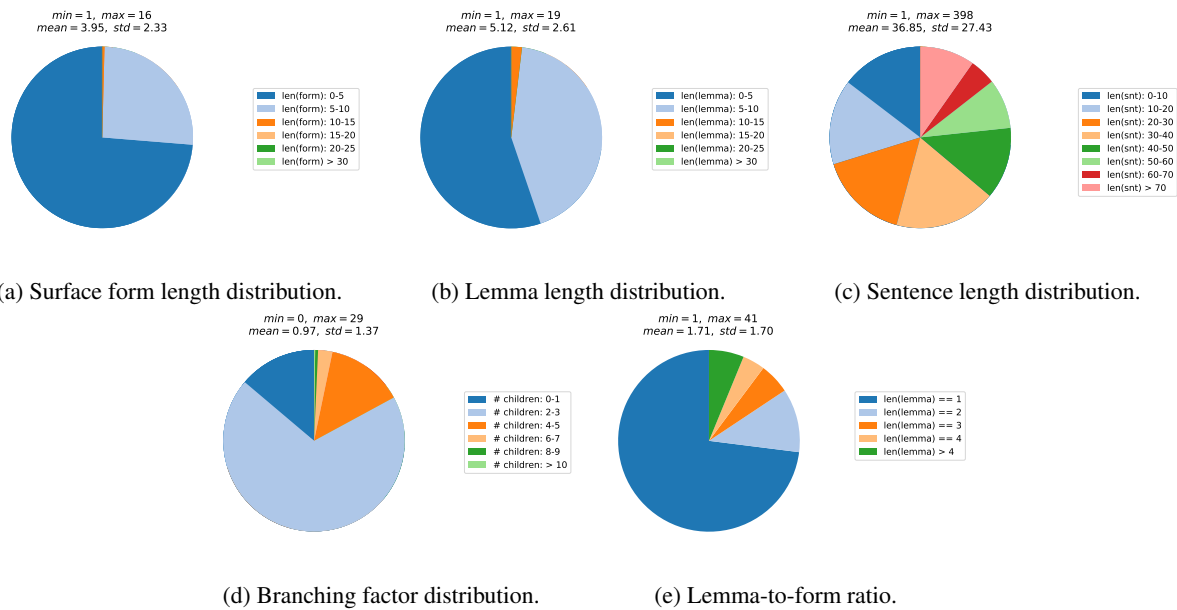 min = 1, max = 16
mean = 3.95, std = 2.33
len(form): 0-5
len(form): 5-10
len(form): 10-15
len(form): 15-20
len(form): 20-25
len(form) > 30
(a) Surface form length distribution.
min = 1, max = 19
mean = 5.12, std = 2.61
len(lemma): 0-5
len(lemma): 5-10
len(lemma): 10-15
len(lemma): 15-20
len(lemma): 20-25
len(lemma) > 30
(b) Lemma length distribution.
min = 1, max = 398
mean = 36.85, std = 27.43
len(snt): 0-10
len(snt): 10-20
len(snt): 20-30
len(snt): 30-40
len(snt): 40-50
len(snt): 50-60
len(snt): 60-70
len(snt) > 70
(c) Sentence length distribution.
min = 0, max = 29
mean = 0.97, std = 1.37
# children: 0-1
# children: 2-3
# children: 4-5
# children: 6-7
# children: 8-9
# children: > 10
(d) Branching factor distribution.
min = 1, max = 41
mean = 1.71, std = 1.70
len(lemma) == 1
len(lemma) == 2
len(lemma) == 3
len(lemma) == 4
len(lemma) > 4
(e) Lemma-to-form ratio.